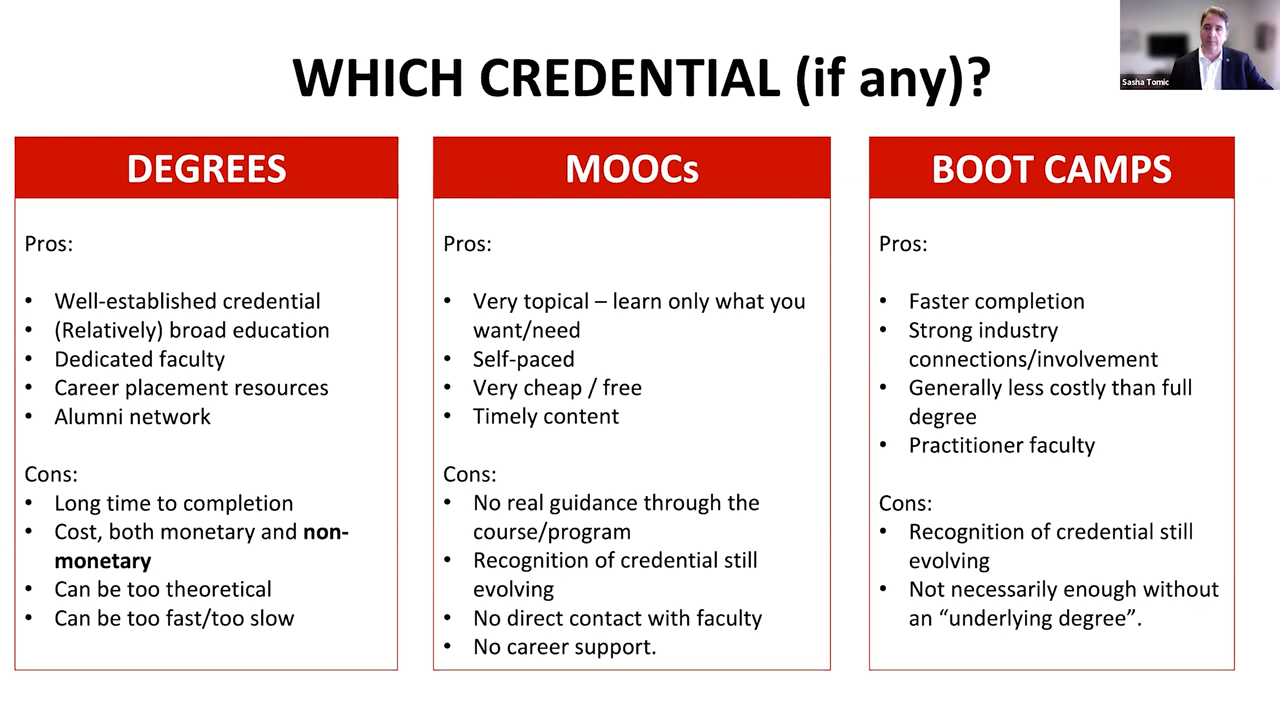 WHICH CREDENTIAL (if any)?
Sasha Tomic
DEGREES
Pros:
• Well-established credential
• (Relatively) broad education
• Dedicated faculty
• Career placement resources
• Alumni network
Cons:
• Long time to completion
• Cost, both monetary and non-
monetary
• Can be too theoretical
• Can be too fast/too slow
MOOCs
Pros:
• Very topical – learn only what you
want/need
• Self-paced
• Very cheap / free
• Timely content
Cons:
• No real guidance through the
course/program
• Recognition of credential still
evolving
• No direct contact with faculty
• No career support.
BOOT CAMPS
Pros:
• Faster completion
• Strong industry
connections/involvement
• Generally less costly than full
degree
• Practitioner faculty
Cons:
• Recognition of credential still
evolving
• Not necessarily enough without
an “underlying degree”.